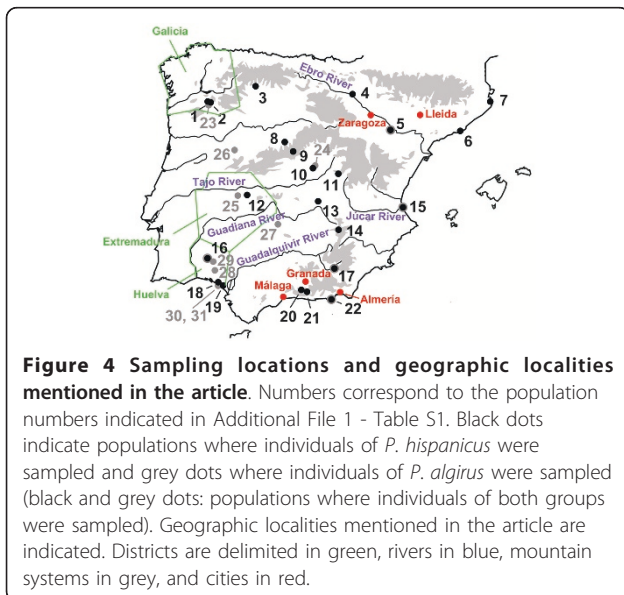 Galicia
Ebro River
3
4
7
1
2
23
Zaragoza
Lleida
5
6
8
9
24
26
10
11
Tajo River
25
12
13
15
Guadiana River
27
Júcar River
14
Extremadura
Guadalquivir River
16
29
28
Granada
17
Huelva
Málaga
Almería
18
19
30, 31
20
21
22
Figure 4 Sampling locations and geographic localities
mentioned in the article. Numbers correspond to the population
numbers indicated in Additional File 1 - Table S1. Black dots
indicate populations where individuals of P. hispanicus were
sampled and grey dots where individuals of P. algirus were sampled
(black and grey dots: populations where individuals of both groups
were sampled). Geographic localities mentioned in the article are
indicated. Districts are delimited in green, rivers in blue, mountain
systems in grey, and cities in red.